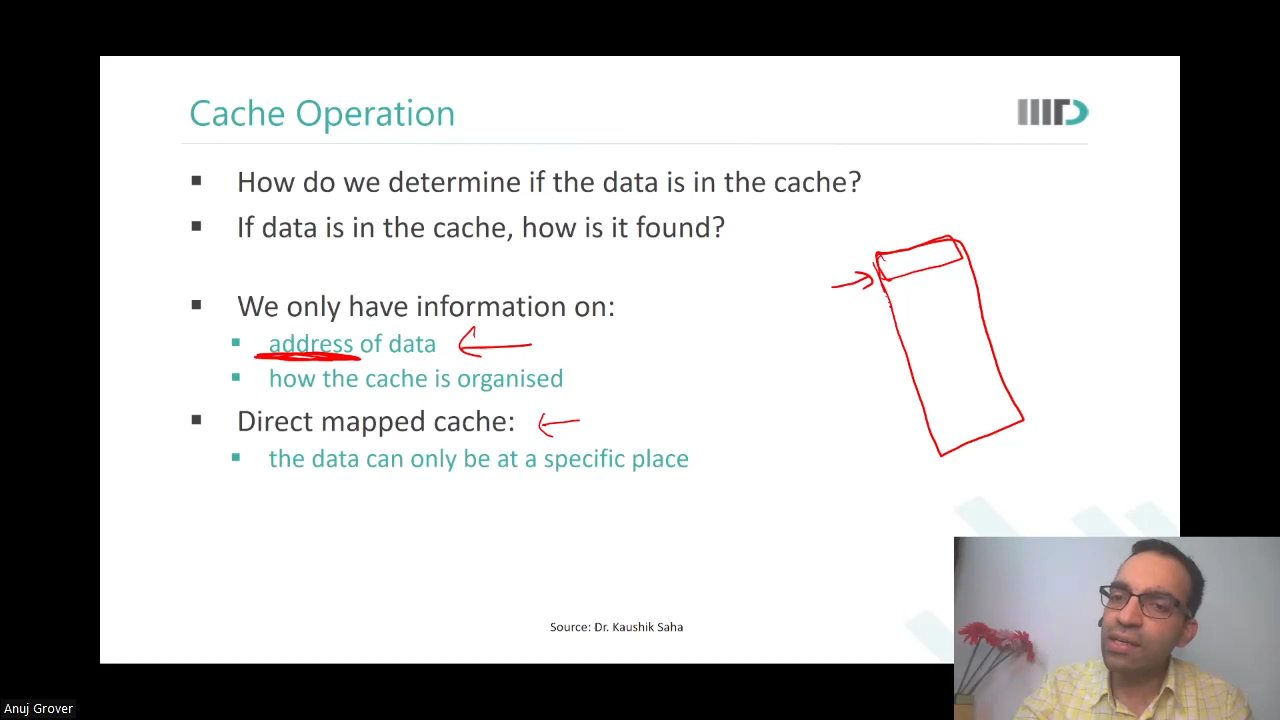 Cache Operation
IIITD
▪ How do we determine if the data is in the cache?
▪ If data is in the cache, how is it found?
▪ We only have information on:
▪ address of data
▪ how the cache is organised
▪ Direct mapped cache:
▪ the data can only be at a specific place
Source: Dr. Kaushik Saha
Anuj Grover